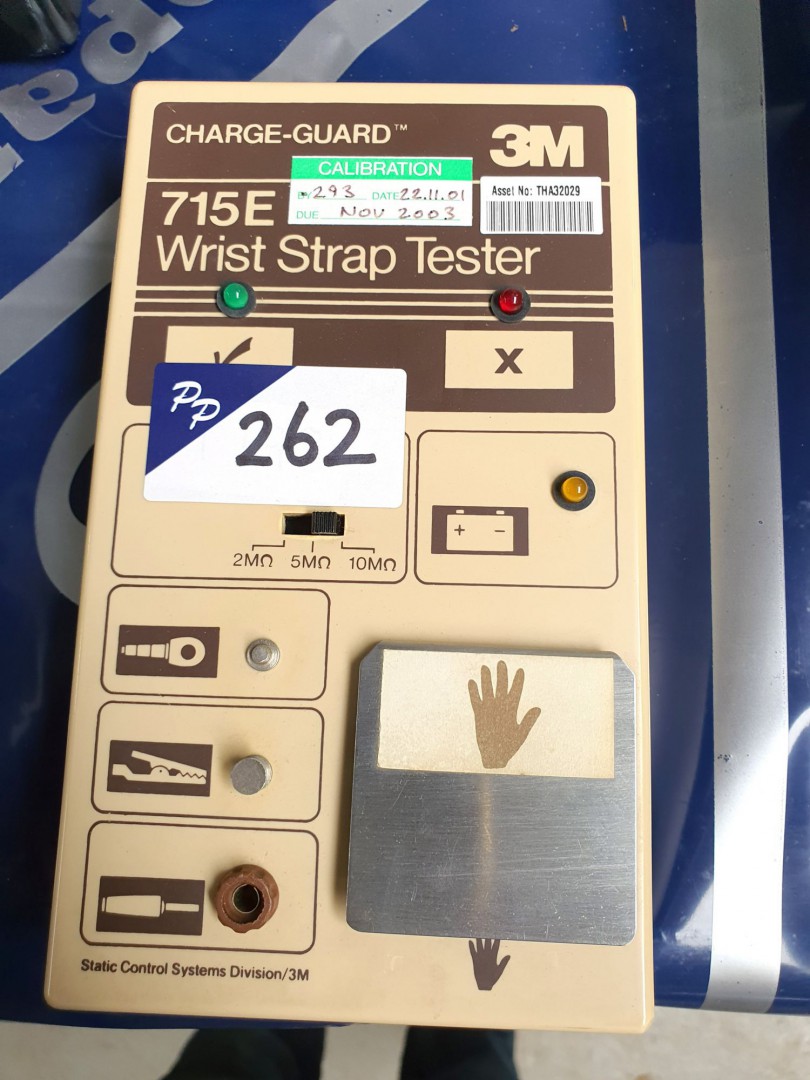 CHARGE-GUARD™
3M
CALIBRATION
BY 293 DATE 22.11.01
DUE NOV 2003
Asset No: THA32029
715E
Wrist Strap Tester
X
PP
262
+ −
2MΩ 5MΩ 10MΩ
Static Control Systems Division/3M